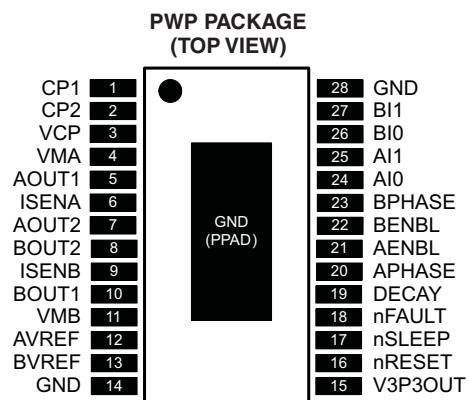 PWP PACKAGE
(TOP VIEW)
CP1 1 28 GND
CP2 2 27 BI1
VCP 3 26 BI0
VMA 4 25 AI1
AOUT1 5 24 AI0
ISENA 6 23 BPHASE
AOUT2 7 GND 22 BENBL
(PPAD)
BOUT2 8 21 AENBL
ISENB 9 20 APHASE
BOUT1 10 19 DECAY
VMB 11 18 nFAULT
AVREF 12 17 nSLEEP
BVREF 13 16 nRESET
GND 14 15 V3P3OUT